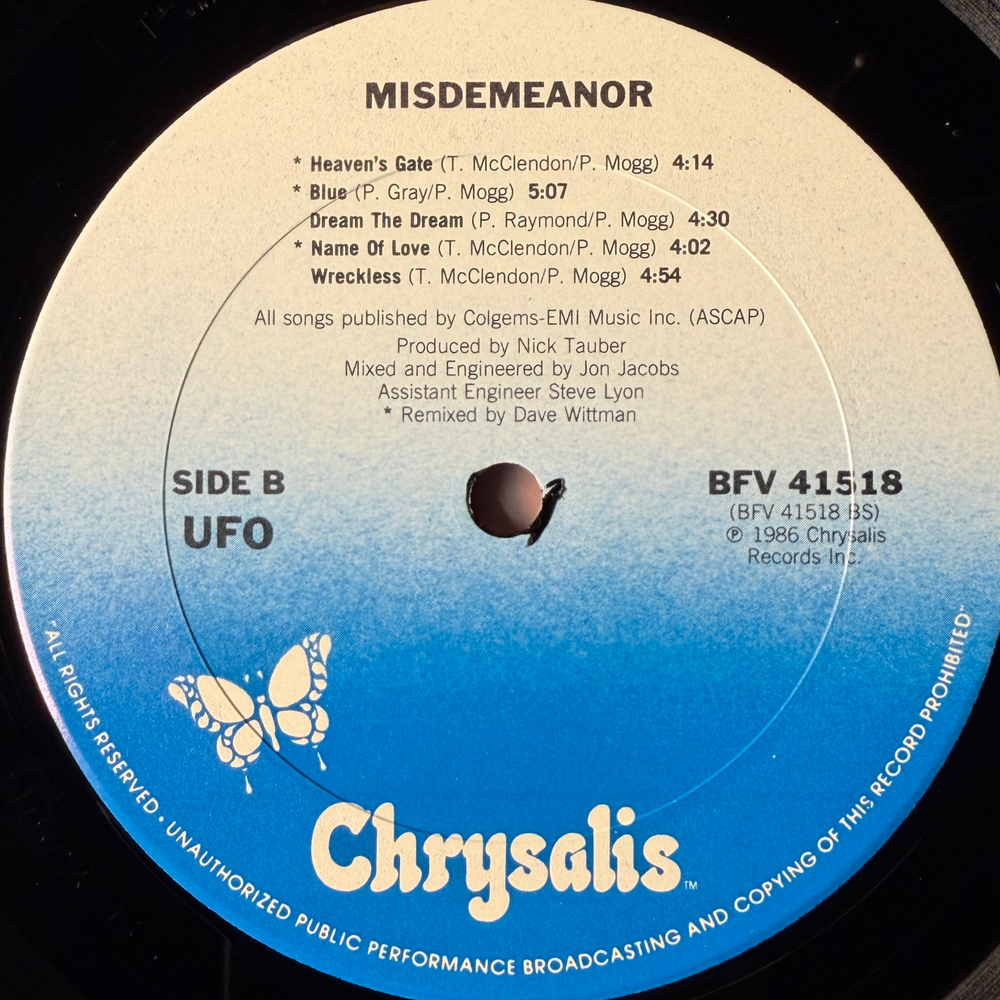 MISDEMEANOR
* Heaven's Gate (T. McClendon/P. Mogg) 4:14
* Blue (P. Gray/P. Mogg) 5:07
Dream The Dream (P. Raymond/P. Mogg) 4:30
* Name Of Love (T. McClendon/P. Mogg) 4:02
Wreckless (T. McClendon/P. Mogg) 4:54
All songs published by Colgems-EMI Music Inc. (ASCAP)
Produced by Nick Tauber
Mixed and Engineered by Jon Jacobs
Assistant Engineer Steve Lyon
* Remixed by Dave Wittman
SIDE B
UFO
BFV 41518
(BFV 41518 BS)
℗ 1986 Chrysalis
Records Inc.
Chrysalis™
"ALL RIGHTS RESERVED • UNAUTHORIZED PUBLIC PERFORMANCE BROADCASTING AND COPYING OF THIS RECORD PROHIBITED"